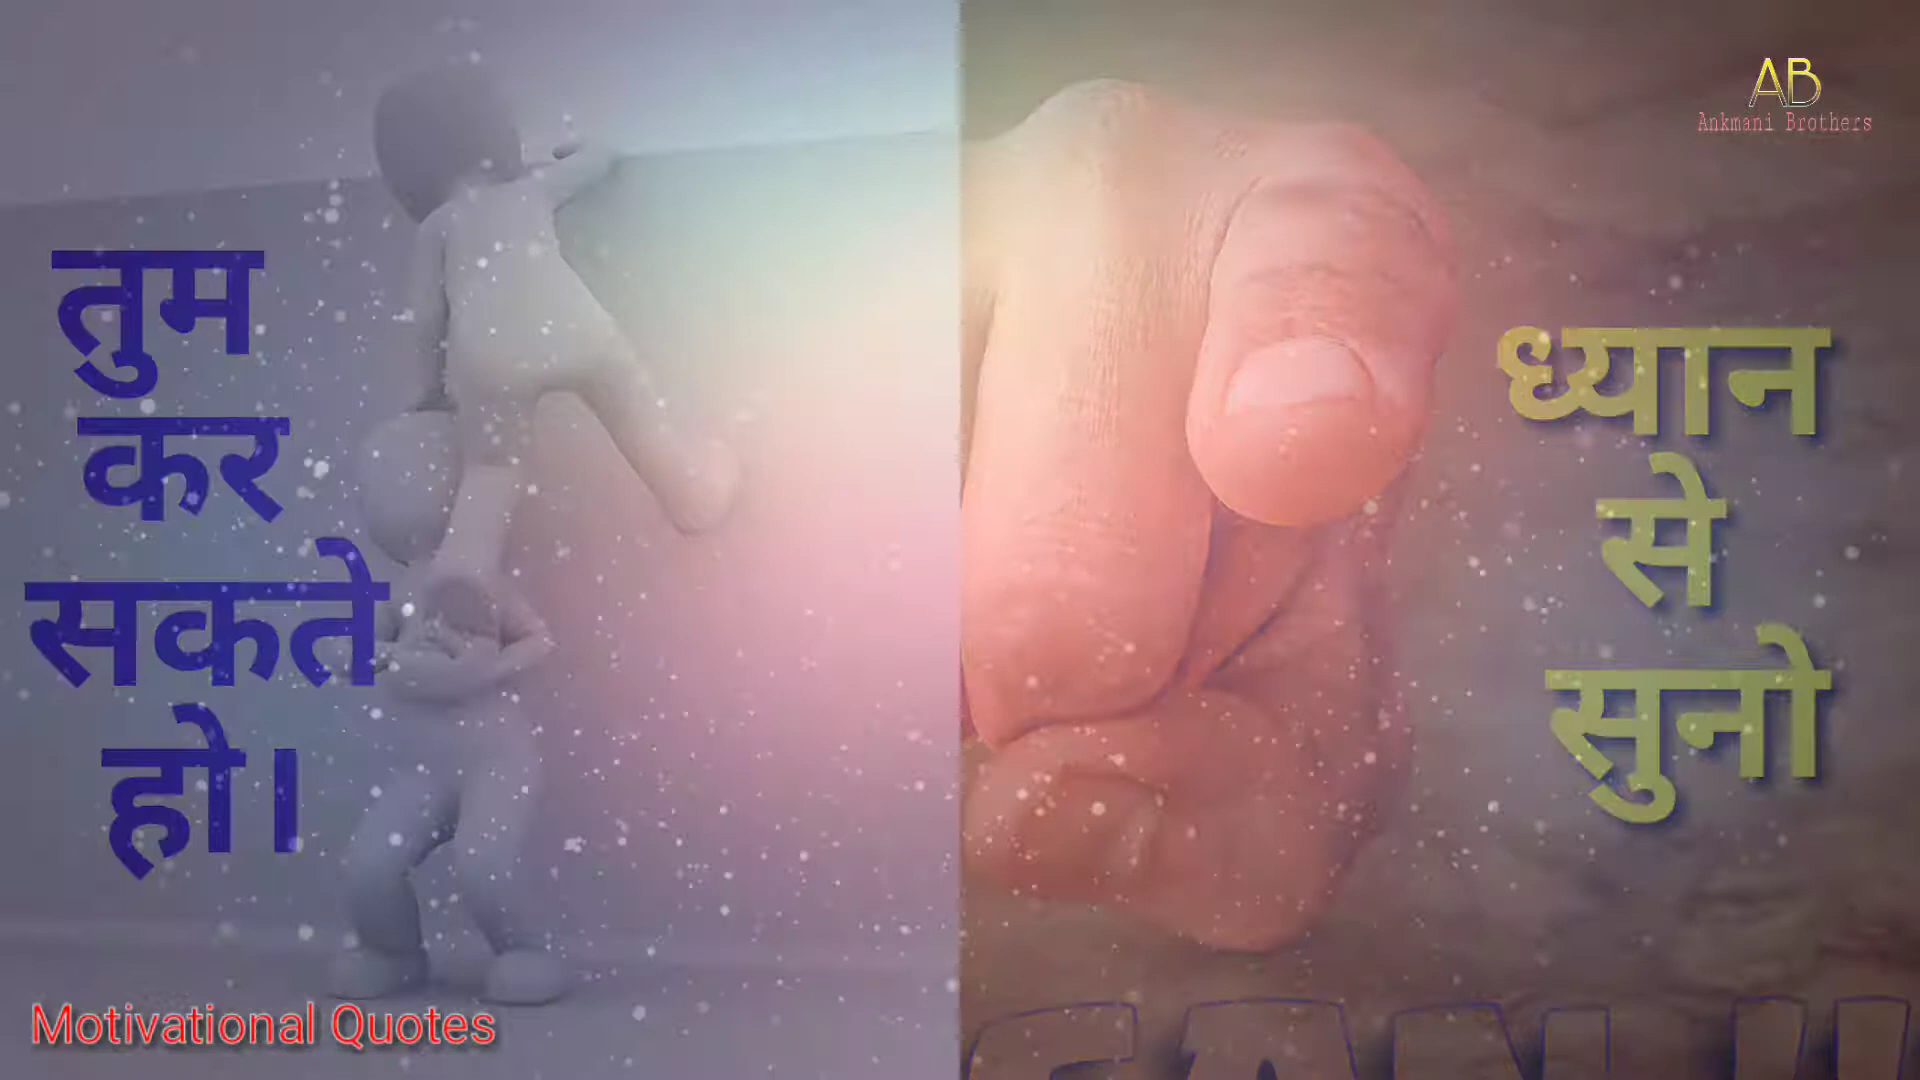 तुम
कर
सकते
हो।
Motivational Quotes
AB
Ankmani Brothers
ध्यान
से
सुनो